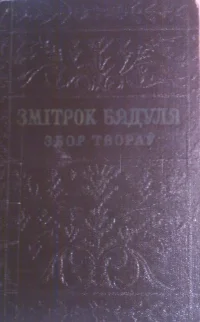 ЗМІТРОК БЯДУЛЯ
ЗБОР ТВОРАЎ